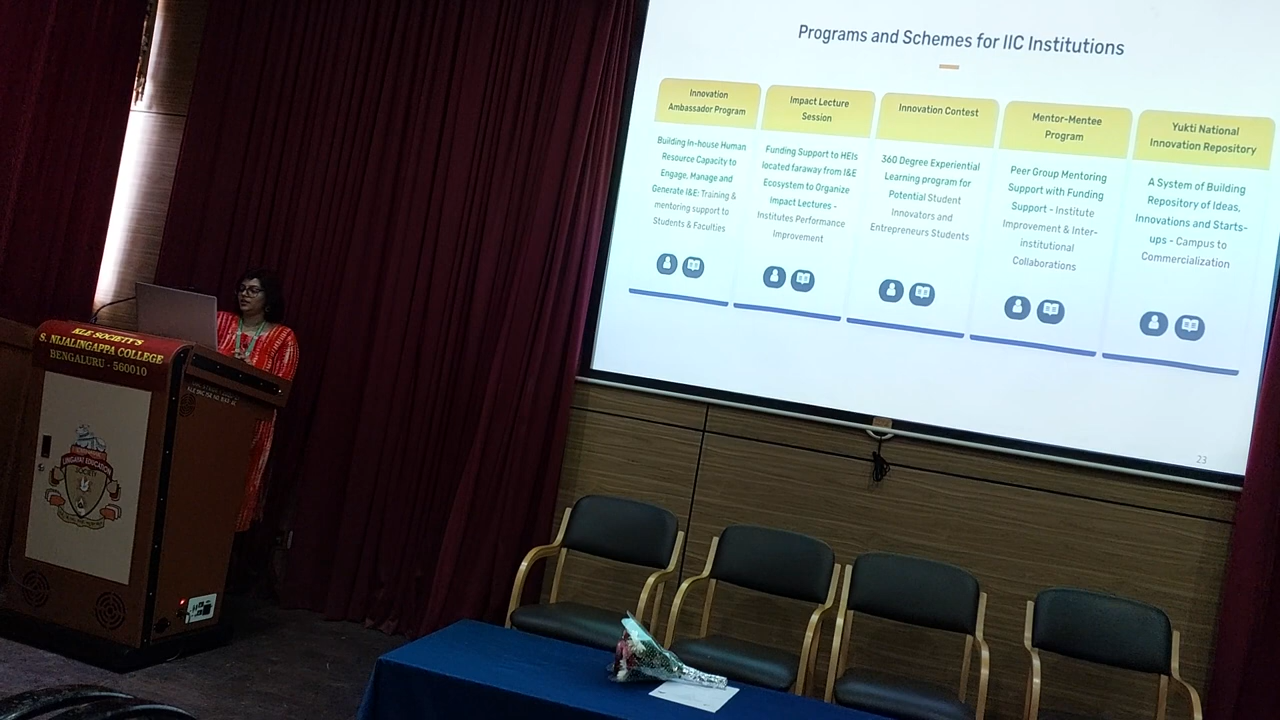 Programs and Schemes for IIC Institutions
Innovation
Ambassador Program
Building In-house Human
Resource Capacity to
Engage, Manage and
Generate I&E: Training &
mentoring support to
Students & Faculties
Impact Lecture
Session
Funding Support to HEIs
located faraway from I&E
Ecosystem to Organize
Impact Lectures -
Institutes Performance
Improvement
Innovation Contest
360 Degree Experiential
Learning program for
Potential Student
Innovators and
Entrepreneurs Students
Mentor-Mentee
Program
Peer Group Mentoring
Support with Funding
Support - Institute
Improvement & Inter-
institutional
Collaborations
Yukti National
Innovation Repository
A System of Building
Repository of Ideas,
Innovations and Starts-
ups - Campus to
Commercialization
23
KLE SOCIETY'S
S. NIJALINGAPPA COLLEGE
BENGALURU - 560010